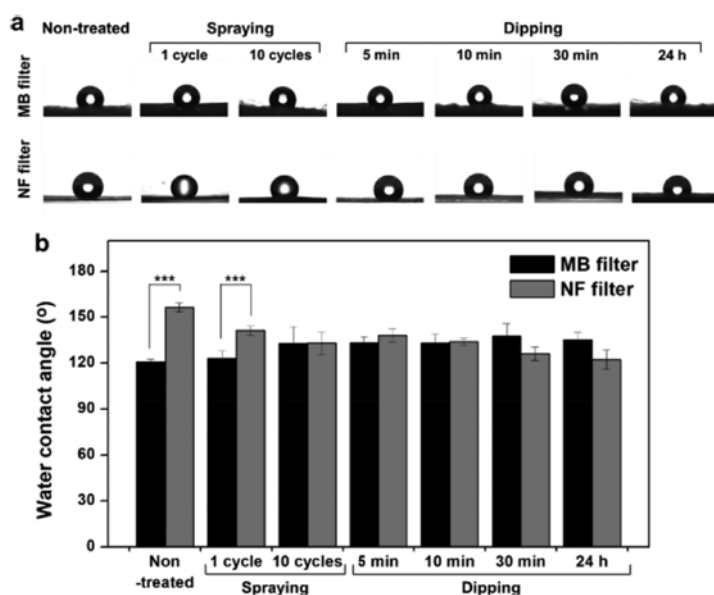 a
Non-treated
Spraying
Dipping
1 cycle
10 cycles
5 min
10 min
30 min
24 h
MB filter
NF filter
b
MB filter
NF filter
***
***
Water contact angle (º)
180
150
120
90
60
30
0
Non
-treated
1 cycle
10 cycles
5 min
10 min
30 min
24 h
Spraying
Dipping